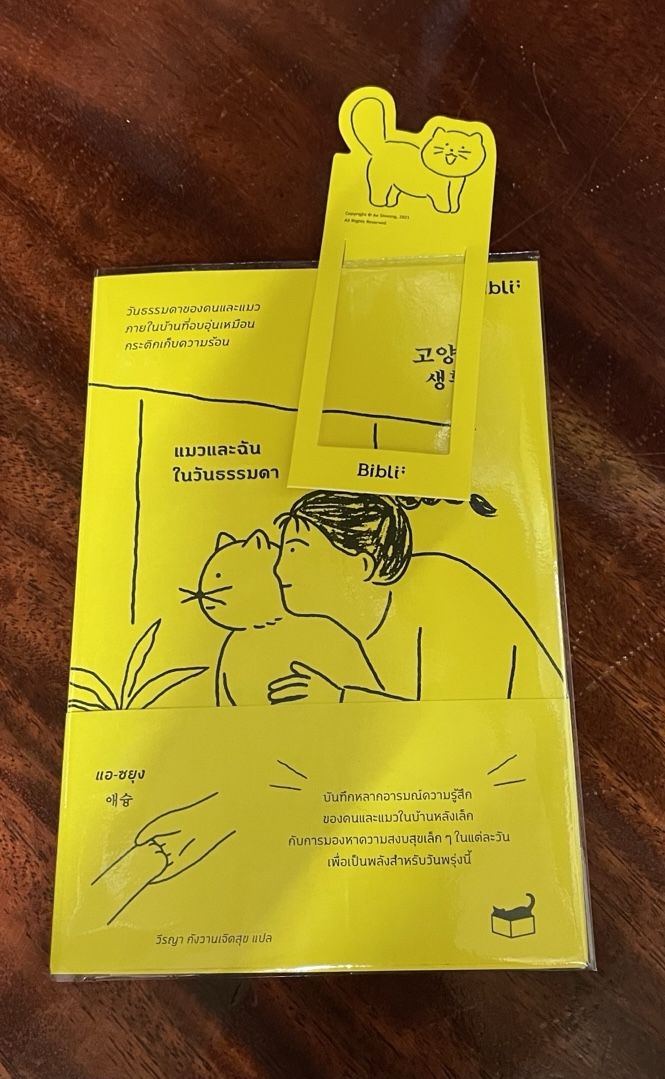 Copyright © Ae Shoong, 2021
All Rights Reserved.
วันธรรมดาของคนและแมว
ภายในบ้านที่อบอุ่นเหมือน
กระติกเก็บความร้อน
bli;
고양
생
แมวและฉัน
ในวันธรรมดา
Bibli;
แอ-ชยุง
애슝
บันทึกหลากอารมณ์ความรู้สึก
ของคนและแมวในบ้านหลังเล็ก
กับการมองหาความสงบสุขเล็ก ๆ ในแต่ละวัน
เพื่อเป็นพลังสำหรับวันพรุ่งนี้
วีรญา กังวานเจิดสุข แปล